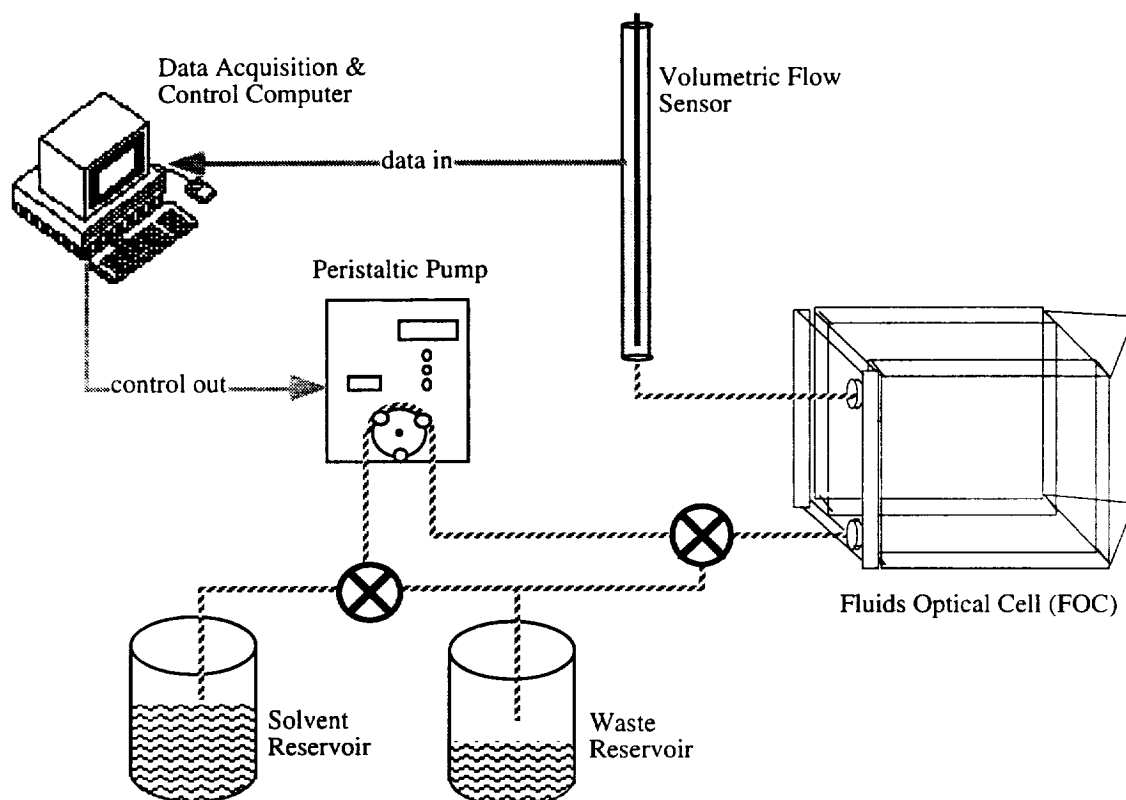 Data Acquisition &
Control Computer
Volumetric Flow
Sensor
data in
Peristaltic Pump
control out
Fluids Optical Cell (FOC)
Solvent
Reservoir
Waste
Reservoir